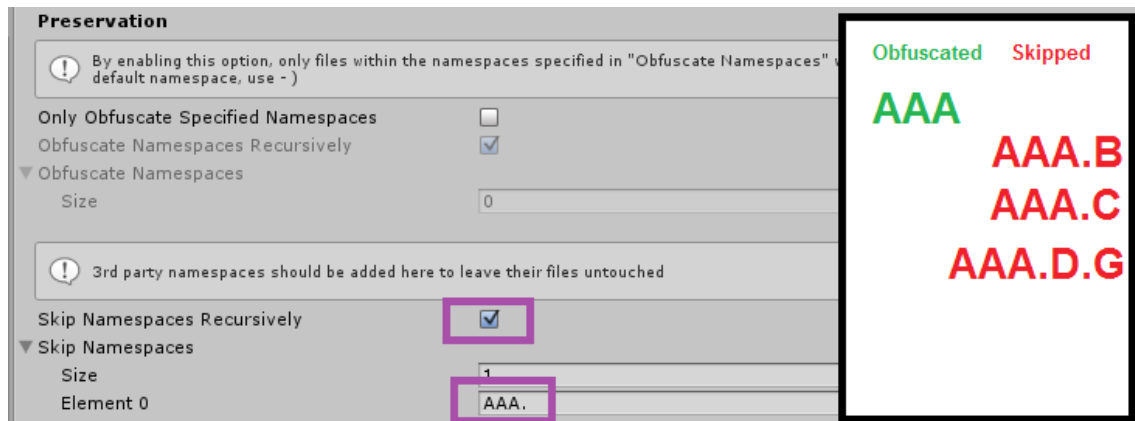 Preservation
By enabling this option, only files within the namespaces specified in "Obfuscate Namespaces"
default namespace, use - )
Only Obfuscate Specified Namespaces
Obfuscate Namespaces Recursively
Obfuscate Namespaces
Size 0
3rd party namespaces should be added here to leave their files untouched
Skip Namespaces Recursively
Skip Namespaces
Size 1
Element 0 AAA.
Obfuscated Skipped
AAA
AAA.B
AAA.C
AAA.D.G